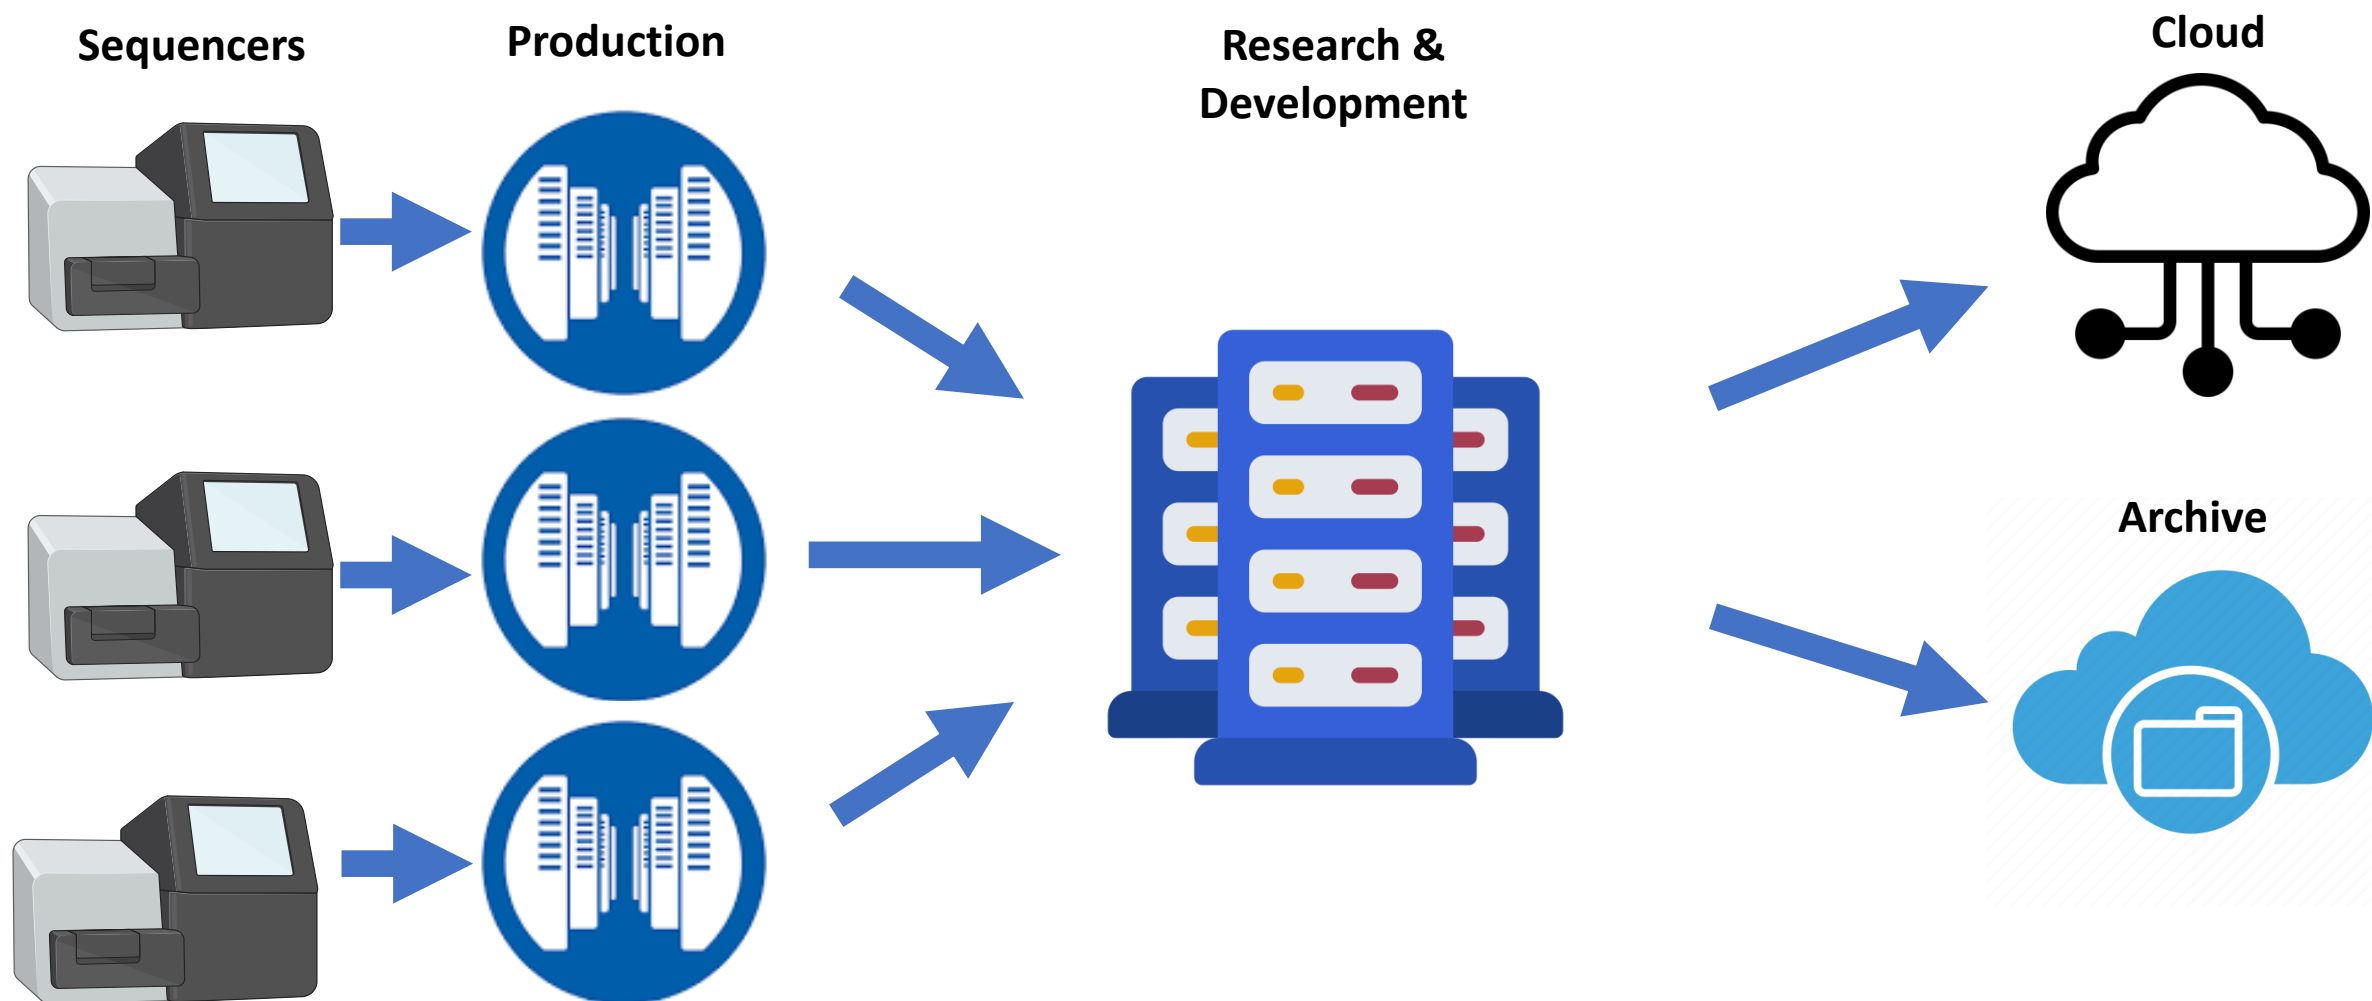 Sequencers
Production
Research &
Development
Cloud
Archive